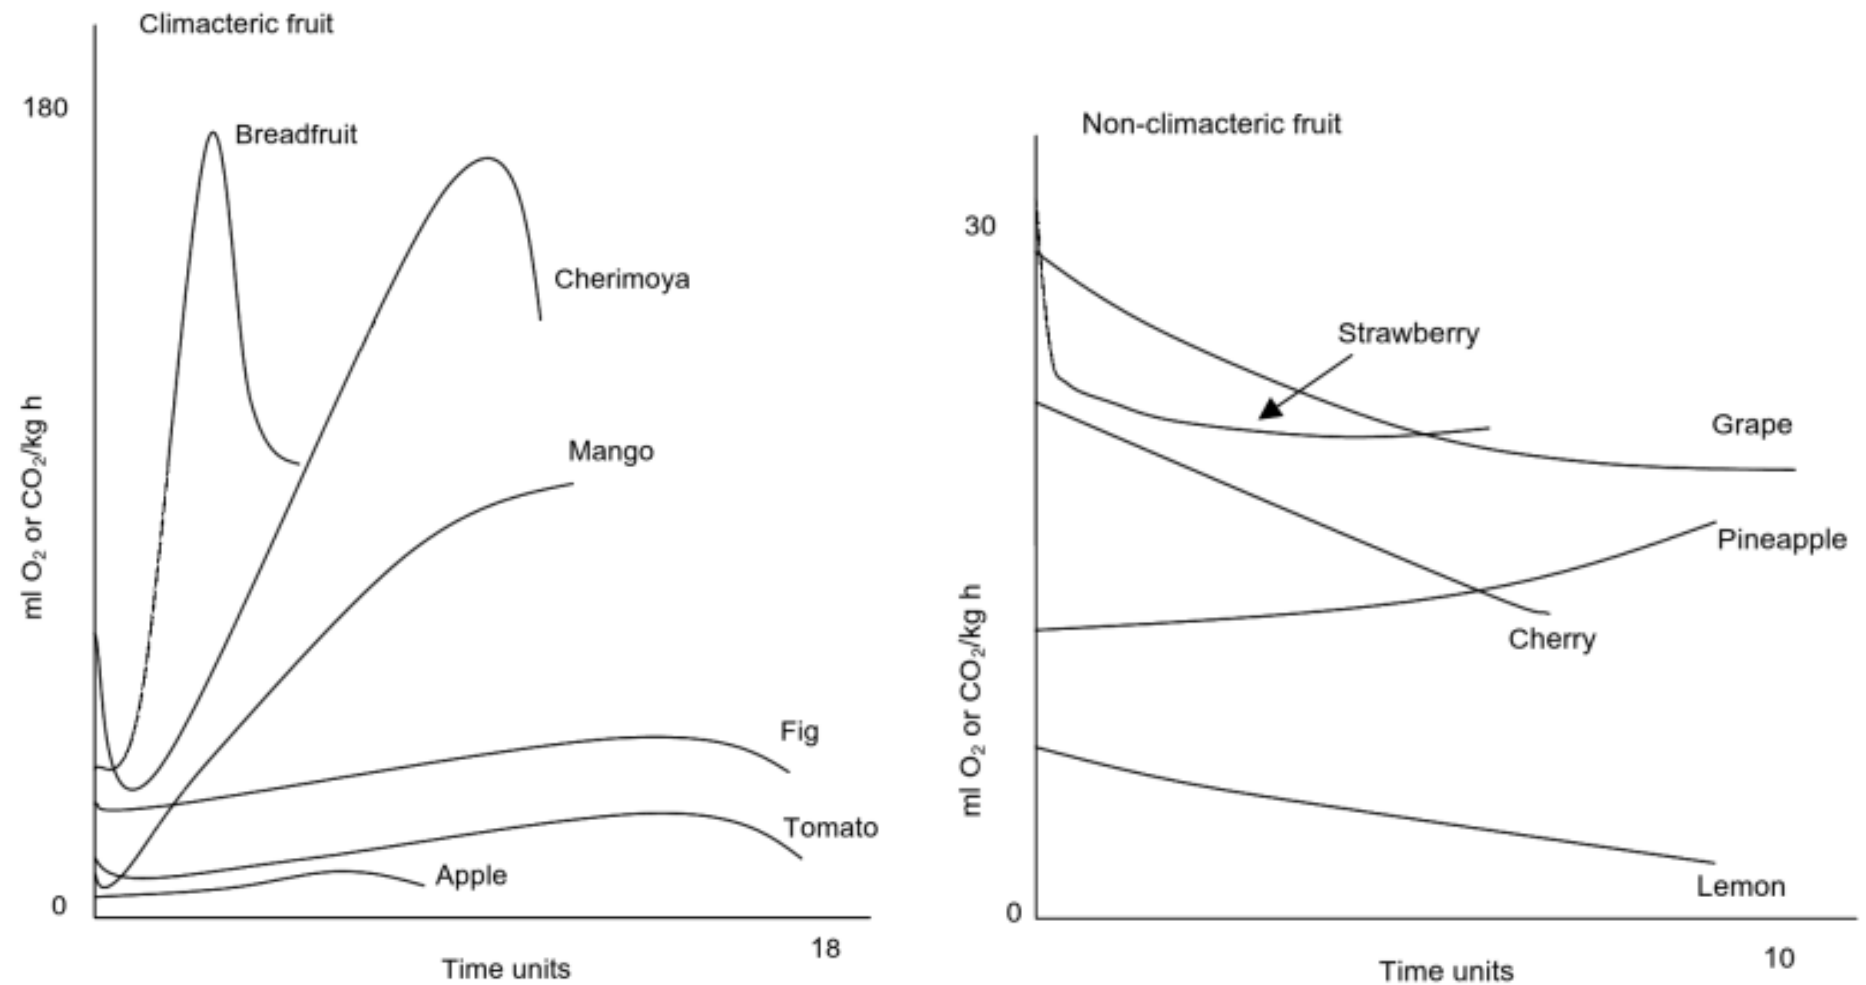 Climacteric fruit
180
Breadfruit
Cherimoya
Mango
Fig
Tomato
Apple
ml O₂ or CO₂/kg h
0
18
Time units
Non-climacteric fruit
30
Strawberry
Grape
Pineapple
Cherry
Lemon
ml O₂ or CO₂/kg h
0
10
Time units